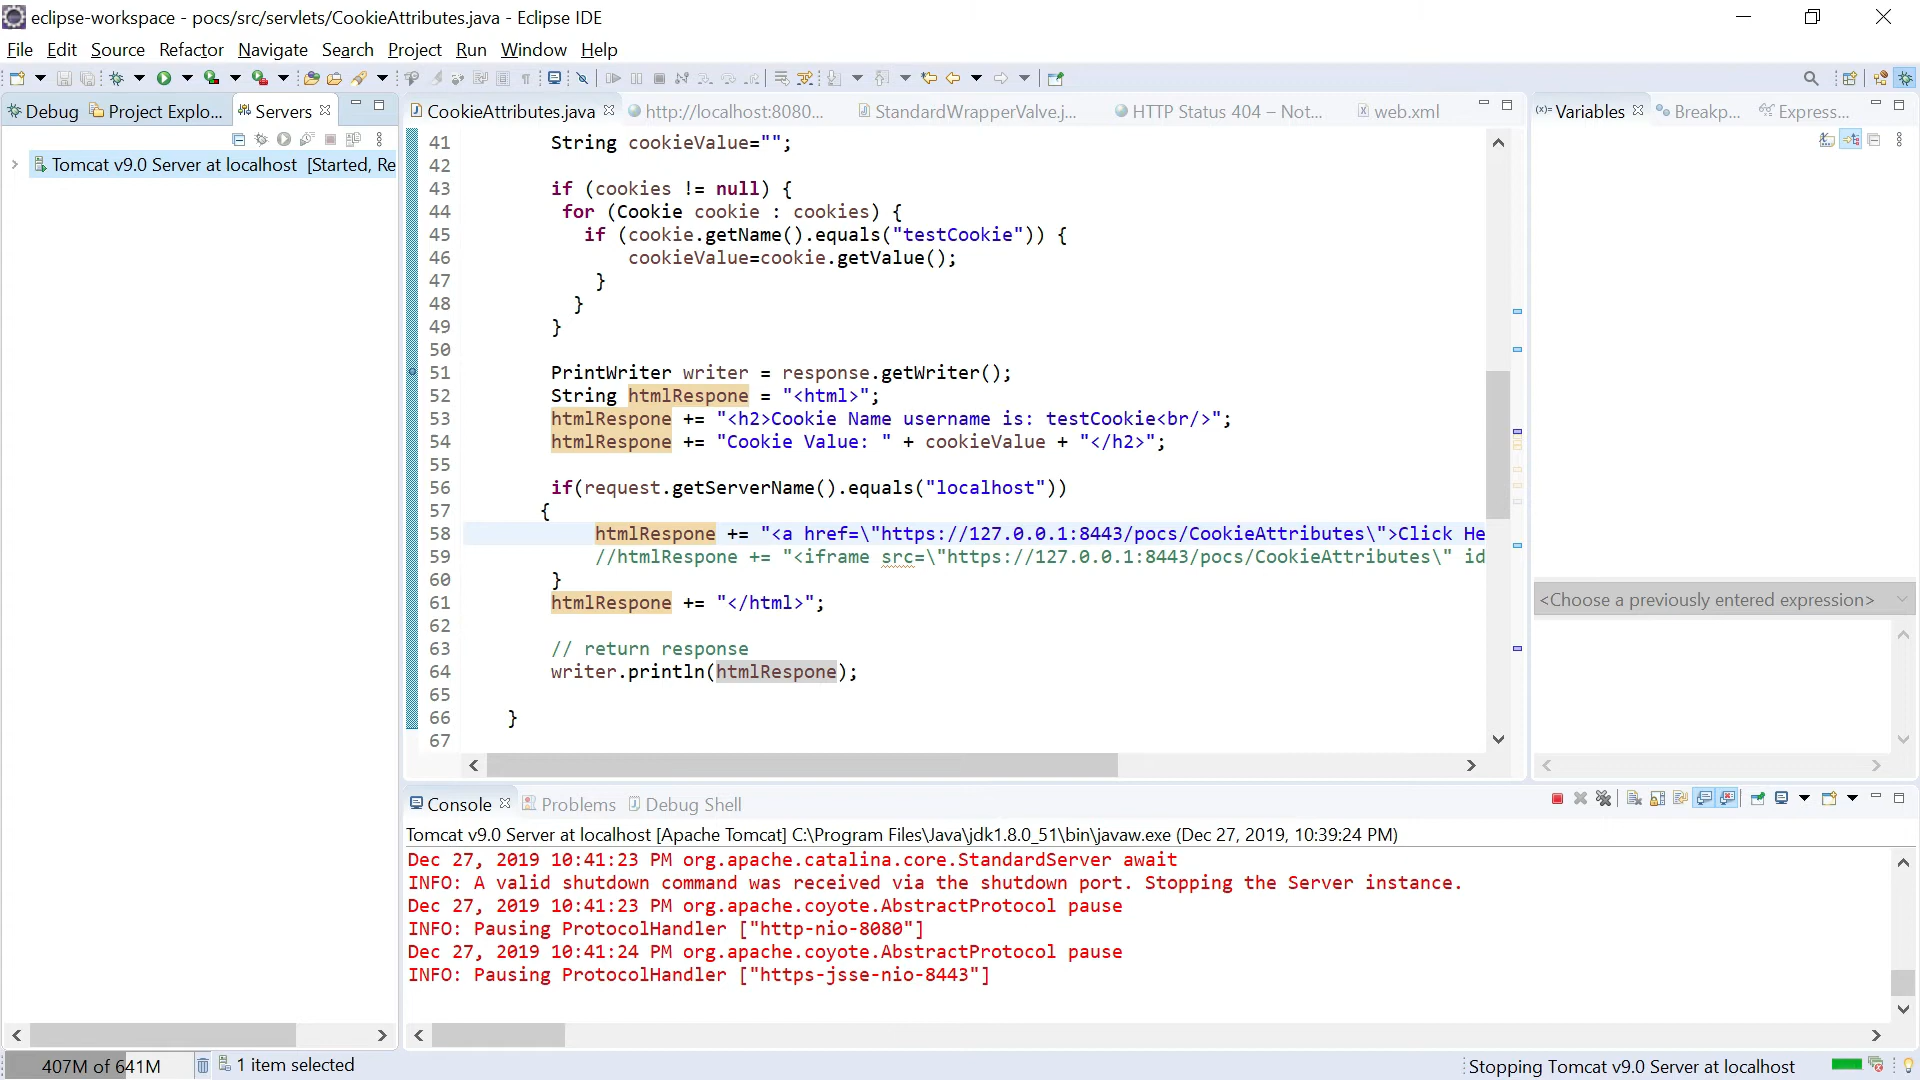 eclipse-workspace - pocs/src/servlets/CookieAttributes.java - Eclipse IDE
File Edit Source Refactor Navigate Search Project Run Window Help
Debug Project Explo... Servers
CookieAttributes.java http://localhost:8080... StandardWrapperValve.j... HTTP Status 404 – Not... web.xml
(x)= Variables Breakp... Express...
Tomcat v9.0 Server at localhost [Started, Re
41 String cookieValue="";
42
43 if (cookies != null) {
44 for (Cookie cookie : cookies) {
45 if (cookie.getName().equals("testCookie")) {
46 cookieValue=cookie.getValue();
47 }
48 }
49 }
50
51 PrintWriter writer = response.getWriter();
52 String htmlRespone = "<html>";
53 htmlRespone += "<h2>Cookie Name username is: testCookie<br/>";
54 htmlRespone += "Cookie Value: " + cookieValue + "</h2>";
55
56 if(request.getServerName().equals("localhost"))
57 {
58 htmlRespone += "<a href=\"https://127.0.0.1:8443/pocs/CookieAttributes\">Click He
59 //htmlRespone += "<iframe src=\"https://127.0.0.1:8443/pocs/CookieAttributes\" id
60 }
61 htmlRespone += "</html>";
62
63 // return response
64 writer.println(htmlRespone);
65
66 }
67
<Choose a previously entered expression>
Console Problems Debug Shell
Tomcat v9.0 Server at localhost [Apache Tomcat] C:\Program Files\Java\jdk1.8.0_51\bin\javaw.exe (Dec 27, 2019, 10:39:24 PM)
Dec 27, 2019 10:41:23 PM org.apache.catalina.core.StandardServer await
INFO: A valid shutdown command was received via the shutdown port. Stopping the Server instance.
Dec 27, 2019 10:41:23 PM org.apache.coyote.AbstractProtocol pause
INFO: Pausing ProtocolHandler ["http-nio-8080"]
Dec 27, 2019 10:41:24 PM org.apache.coyote.AbstractProtocol pause
INFO: Pausing ProtocolHandler ["https-jsse-nio-8443"]
407M of 641M
1 item selected
Stopping Tomcat v9.0 Server at localhost